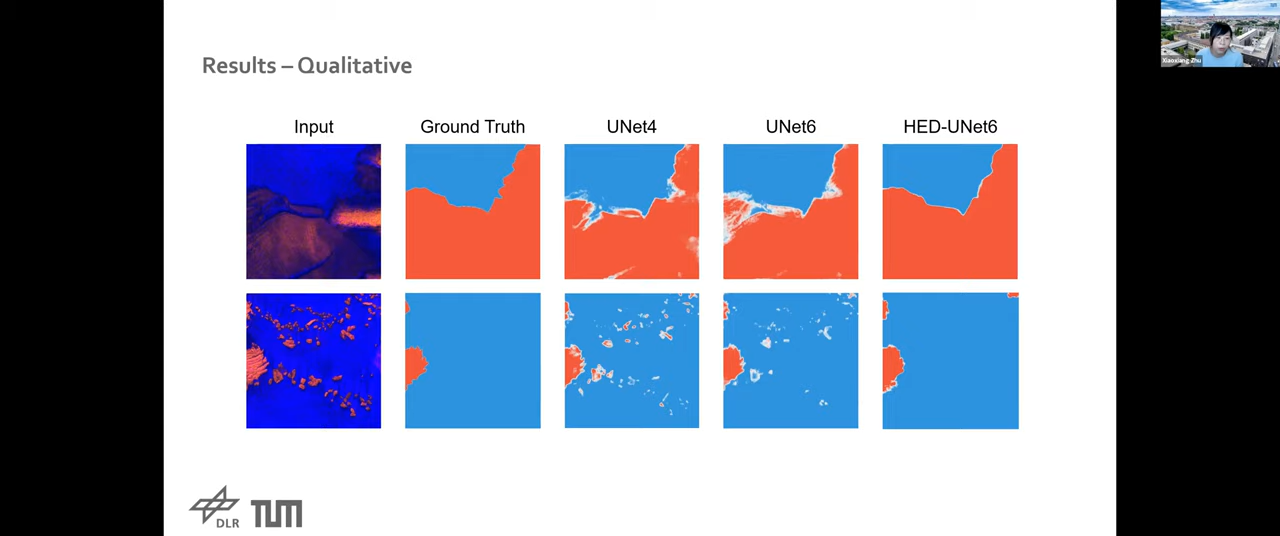 Results – Qualitative
Input
Ground Truth
UNet4
UNet6
HED-UNet6
DLR
TUM
Xiaoxiang Zhu